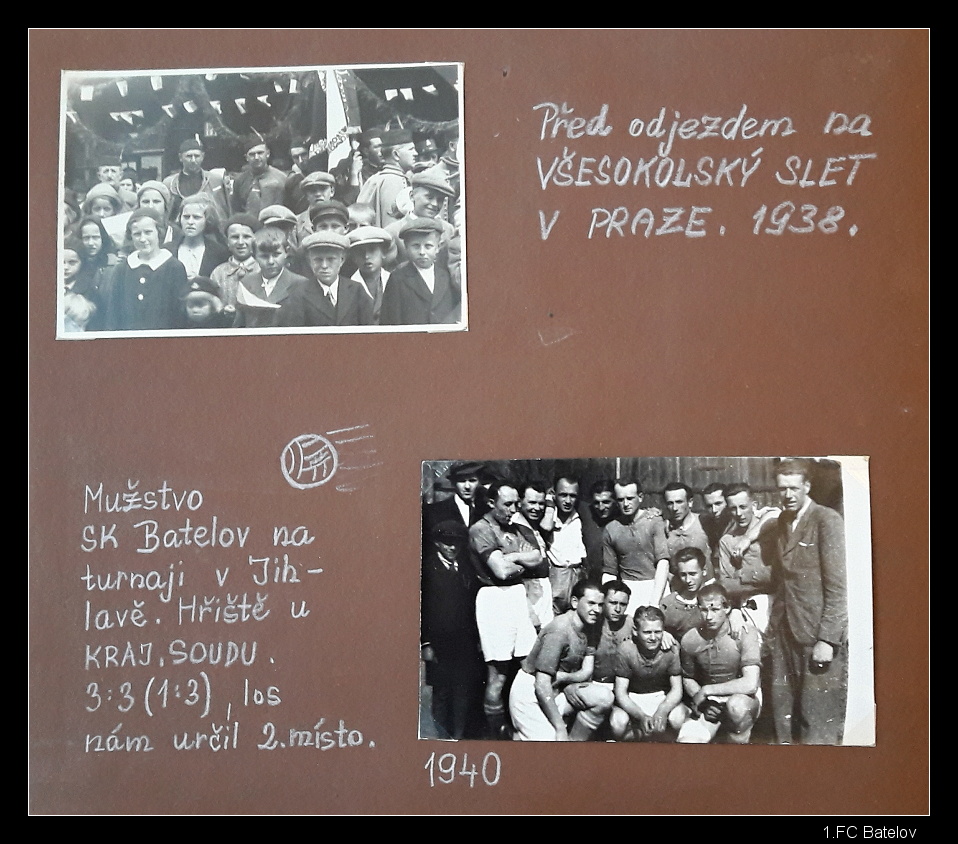 Před odjezdem na
VŠESOKOLSKÝ SLET
V PRAZE. 1938.
Mužstvo
SK Batelov na
turnaji v Jih-
lavě. Hřiště u
KRAJ. SOUDU.
3:3 (1:3), los
nám určil 2. místo.
1940
1.FC Batelov